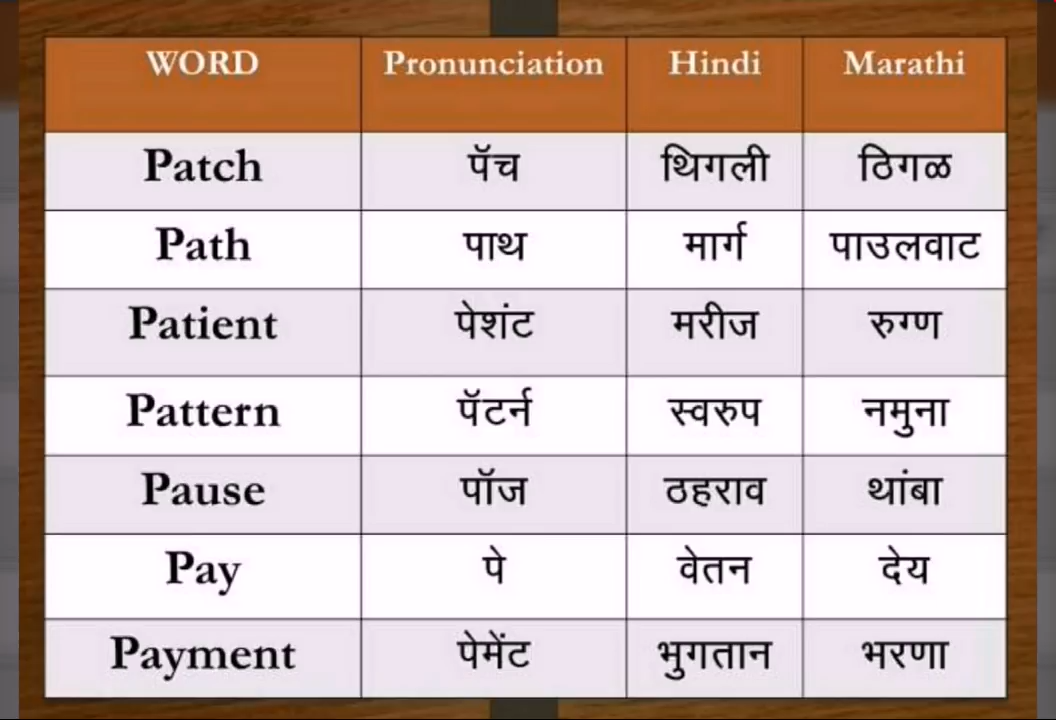 WORD Pronunciation Hindi Marathi
Patch पॅच थिगली ठिगळ
Path पाथ मार्ग पाउलवाट
Patient पेशंट मरीज रुग्ण
Pattern पॅटर्न स्वरुप नमुना
Pause पॉज ठहराव थांबा
Pay पे वेतन देय
Payment पेमेंट भुगतान भरणा